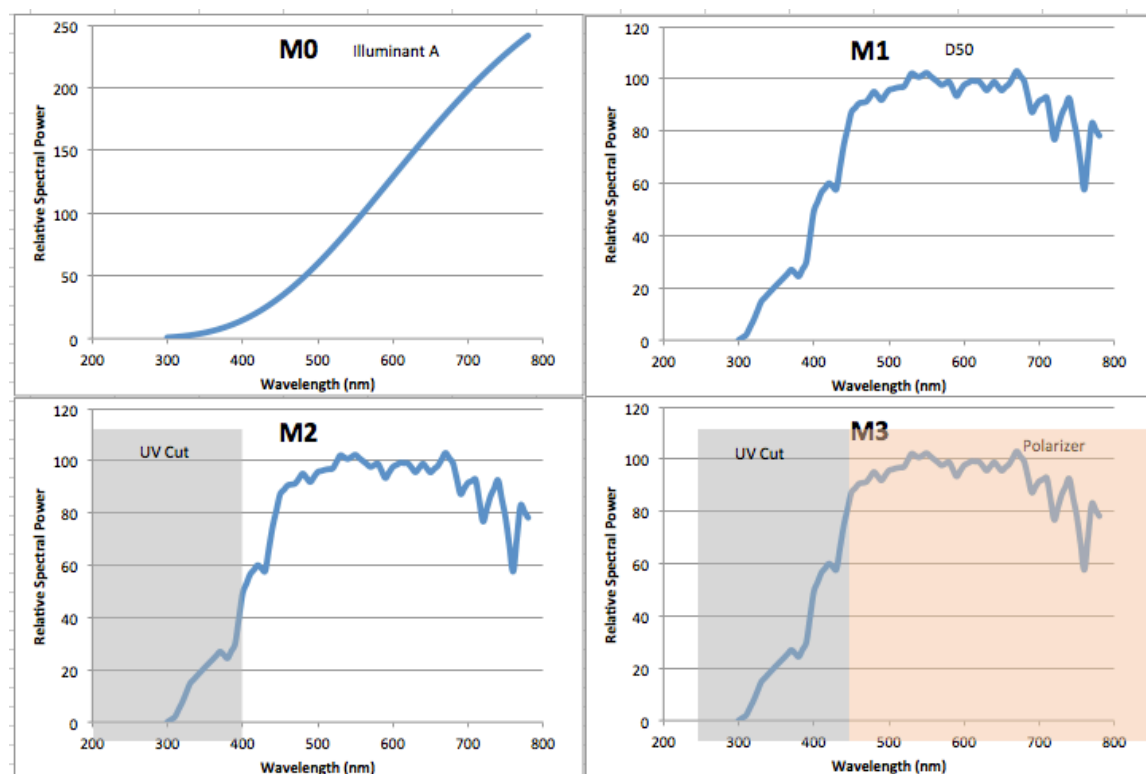 M0
Illuminant A
Relative Spectral Power
250
200
150
100
50
0
200 300 400 500 600 700 800
Wavelength (nm)
M1
D50
Relative Spectral Power
120
100
80
60
40
20
0
200 300 400 500 600 700 800
Wavelength (nm)
M2
UV Cut
Relative Spectral Power
120
100
80
60
40
20
0
200 300 400 500 600 700 800
Wavelength (nm)
M3
UV Cut
Polarizer
Relative Spectral Power
120
100
80
60
40
20
0
200 300 400 500 600 700 800
Wavelength (nm)